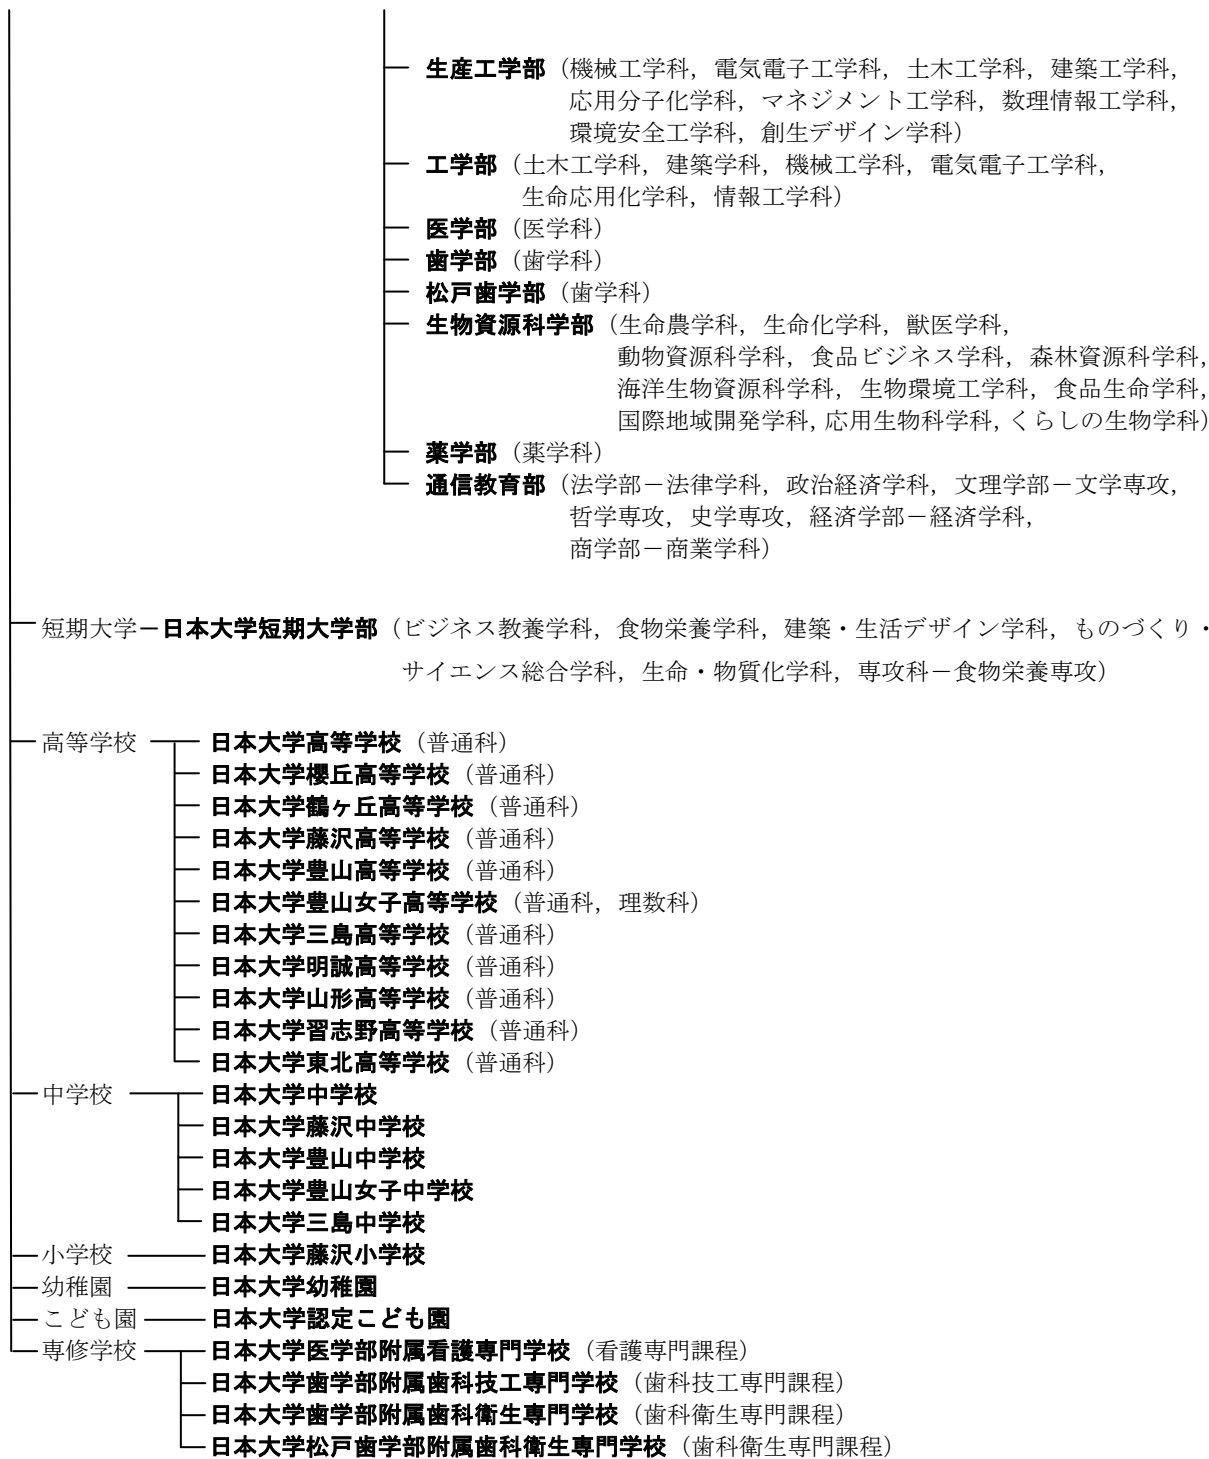 生産工学部（機械工学科，電気電子工学科，土木工学科，建築工学科，
応用分子化学科，マネジメント工学科，数理情報工学科，
環境安全工学科，創生デザイン学科）
工学部（土木工学科，建築学科，機械工学科，電気電子工学科，
生命応用化学科，情報工学科）
医学部（医学科）
歯学部（歯学科）
松戸歯学部（歯学科）
生物資源科学部（生命農学科，生命化学科，獣医学科，
動物資源科学科，食品ビジネス学科，森林資源科学科，
海洋生物資源科学科，生物環境工学科，食品生命学科，
国際地域開発学科，応用生物科学科，くらしの生物学科）
薬学部（薬学科）
通信教育部（法学部－法律学科，政治経済学科，文理学部－文学専攻，
哲学専攻，史学専攻，経済学部－経済学科，
商学部－商業学科）
短期大学－日本大学短期大学部（ビジネス教養学科，食物栄養学科，建築・生活デザイン学科，ものづくり・
サイエンス総合学科，生命・物質化学科，専攻科－食物栄養専攻）
高等学校 日本大学高等学校（普通科）
日本大学櫻丘高等学校（普通科）
日本大学鶴ヶ丘高等学校（普通科）
日本大学藤沢高等学校（普通科）
日本大学豊山高等学校（普通科）
日本大学豊山女子高等学校（普通科，理数科）
日本大学三島高等学校（普通科）
日本大学明誠高等学校（普通科）
日本大学山形高等学校（普通科）
日本大学習志野高等学校（普通科）
日本大学東北高等学校（普通科）
中学校 日本大学中学校
日本大学藤沢中学校
日本大学豊山中学校
日本大学豊山女子中学校
日本大学三島中学校
小学校 日本大学藤沢小学校
幼稚園 日本大学幼稚園
こども園 日本大学認定こども園
専修学校 日本大学医学部附属看護専門学校（看護専門課程）
日本大学歯学部附属歯科技工専門学校（歯科技工専門課程）
日本大学歯学部附属歯科衛生専門学校（歯科衛生専門課程）
日本大学松戸歯学部附属歯科衛生専門学校（歯科衛生専門課程）